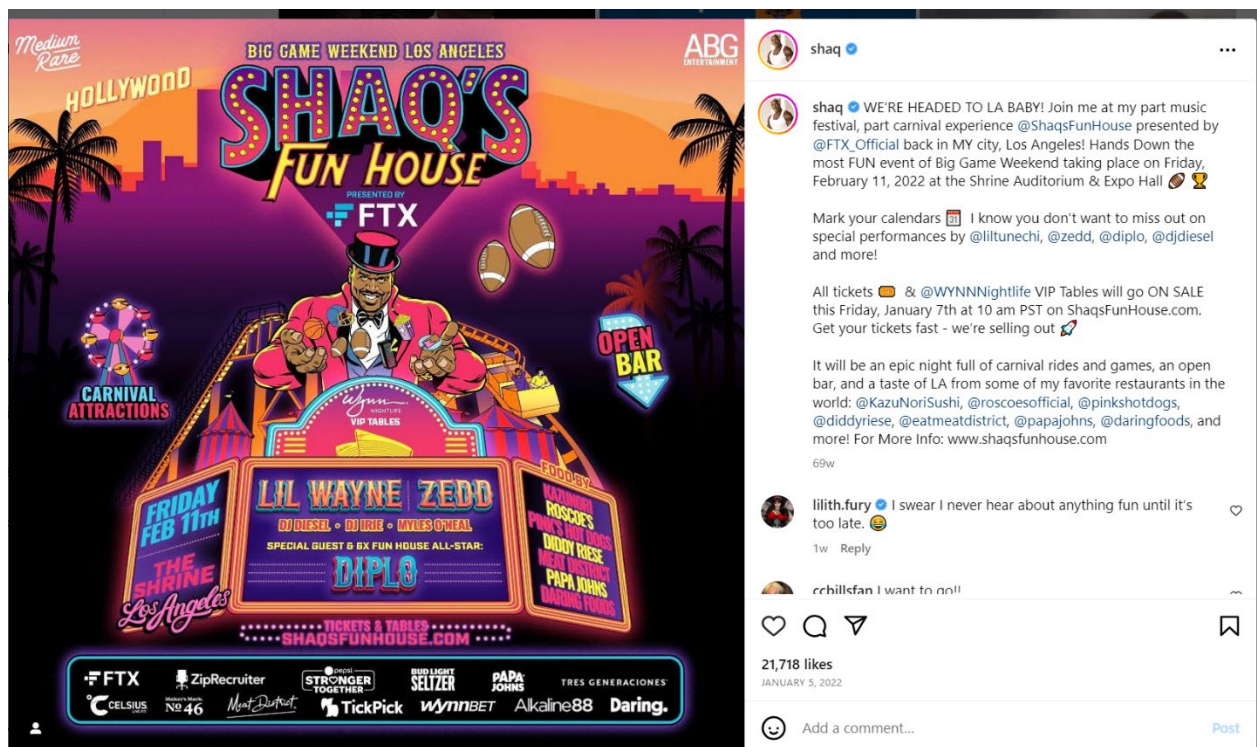 Medium
Rare
HOLLYWOOD
BIG GAME WEEKEND LOS ANGELES
ABG
ENTERTAINMENT
SHAQ'S
FUN HOUSE
PRESENTED BY
FTX
CARNIVAL
ATTRACTIONS
OPEN
BAR
Wynn
NIGHTLIFE
VIP TABLES
FRIDAY
FEB 11TH
THE
SHRINE
Los Angeles
LIL WAYNE ZEDD
DJ DIESEL • DJ IRIE • MYLES O'NEAL
SPECIAL GUEST & 6X FUN HOUSE ALL-STAR:
DIPLO
FOOD BY
KAZUNORI
ROSCOE'S
PINK'S HOT DOGS
DIDDY RIESE
MEAT DISTRICT
PAPA JOHNS
DARING FOODS
TICKETS & TABLES
SHAQSFUNHOUSE.COM
FTX ZipRecruiter pepsi STRONGER TOGETHER BUD LIGHT SELTZER PAPA JOHNS TRES GENERACIONES
CELSIUS LIVE FIT Maker's Mark No 46 Meat District. TickPick WYNNBET Alkaline88 Daring.
shaq
shaq WE'RE HEADED TO LA BABY! Join me at my part music
festival, part carnival experience @ShaqsFunHouse presented by
@FTX_Official back in MY city, Los Angeles! Hands Down the
most FUN event of Big Game Weekend taking place on Friday,
February 11, 2022 at the Shrine Auditorium & Expo Hall 🏈 🏆
Mark your calendars 📅 I know you don't want to miss out on
special performances by @liltunechi, @zedd, @diplo, @djdiesel
and more!
All tickets 🎟 & @WYNNNightlife VIP Tables will go ON SALE
this Friday, January 7th at 10 am PST on ShaqsFunHouse.com.
Get your tickets fast - we're selling out 🚀
It will be an epic night full of carnival rides and games, an open
bar, and a taste of LA from some of my favorite restaurants in the
world: @KazuNoriSushi, @roscoesofficial, @pinkshotdogs,
@diddyriese, @eatmeatdistrict, @papajohns, @daringfoods, and
more! For More Info: www.shaqsfunhouse.com
69w
lilith.fury I swear I never hear about anything fun until it's
too late. 😂
1w Reply
ccbillsfan I want to go!!
21,718 likes
JANUARY 5, 2022
Add a comment...
Post